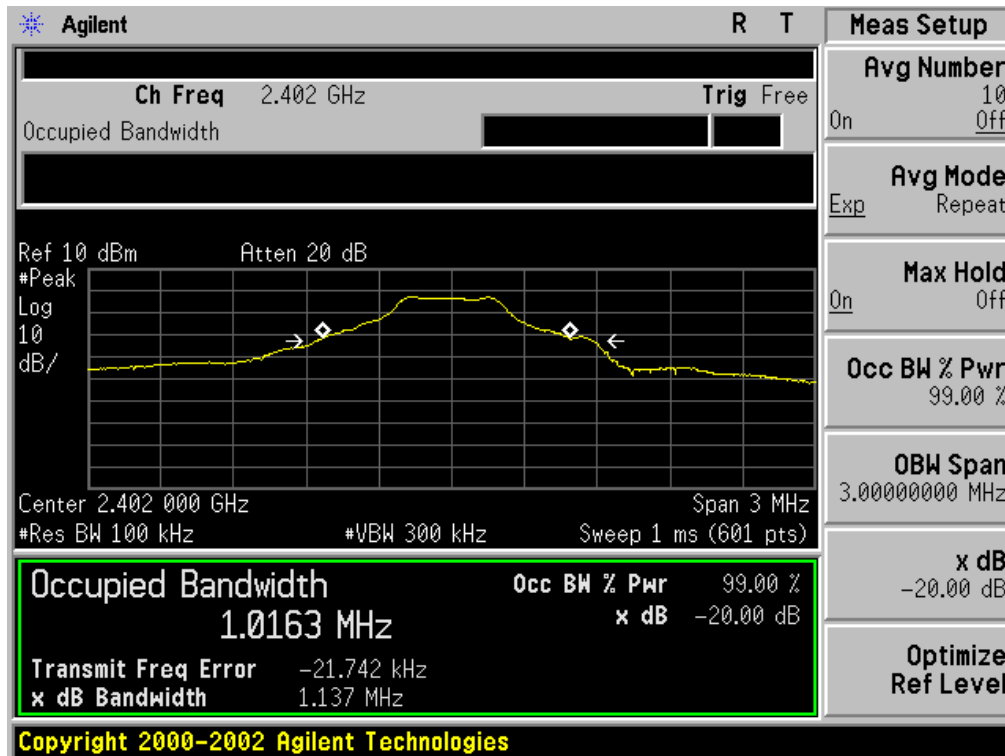 Agilent R T
Ch Freq 2.402 GHz Trig Free
Occupied Bandwidth
Ref 10 dBm Atten 20 dB
#Peak
Log
10
dB/
Center 2.402 000 GHz Span 3 MHz
#Res BW 100 kHz #VBW 300 kHz Sweep 1 ms (601 pts)
Occupied Bandwidth Occ BW % Pwr 99.00 %
1.0163 MHz x dB -20.00 dB
Transmit Freq Error -21.742 kHz
x dB Bandwidth 1.137 MHz
Copyright 2000-2002 Agilent Technologies
Meas Setup
Avg Number
10
On Off
Avg Mode
Exp Repeat
Max Hold
On Off
Occ BW % Pwr
99.00 %
OBW Span
3.00000000 MHz
x dB
-20.00 dB
Optimize
Ref Level